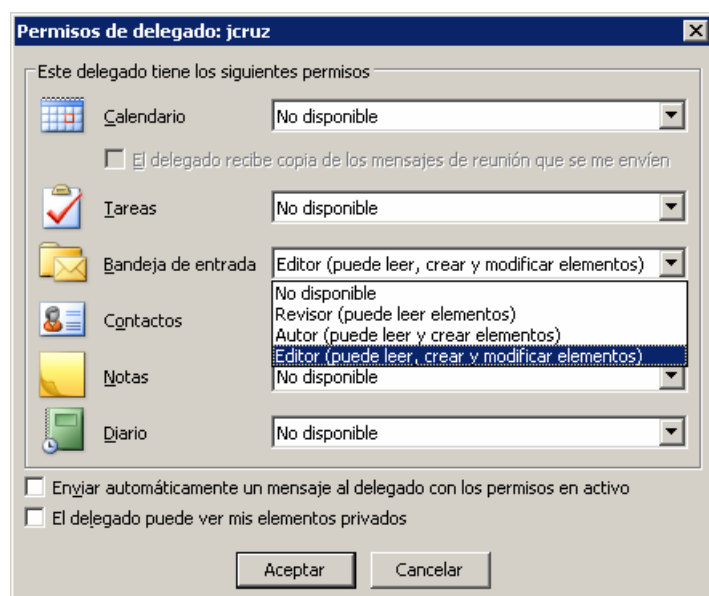 Permisos de delegado: jcruz
Este delegado tiene los siguientes permisos
Calendario No disponible
El delegado recibe copia de los mensajes de reunión que se me envíen
Tareas No disponible
Bandeja de entrada Editor (puede leer, crear y modificar elementos)
No disponible
Revisor (puede leer elementos)
Contactos
Autor (puede leer y crear elementos)
Editor (puede leer, crear y modificar elementos)
Notas No disponible
Diario No disponible
Enviar automáticamente un mensaje al delegado con los permisos en activo
El delegado puede ver mis elementos privados
Aceptar Cancelar